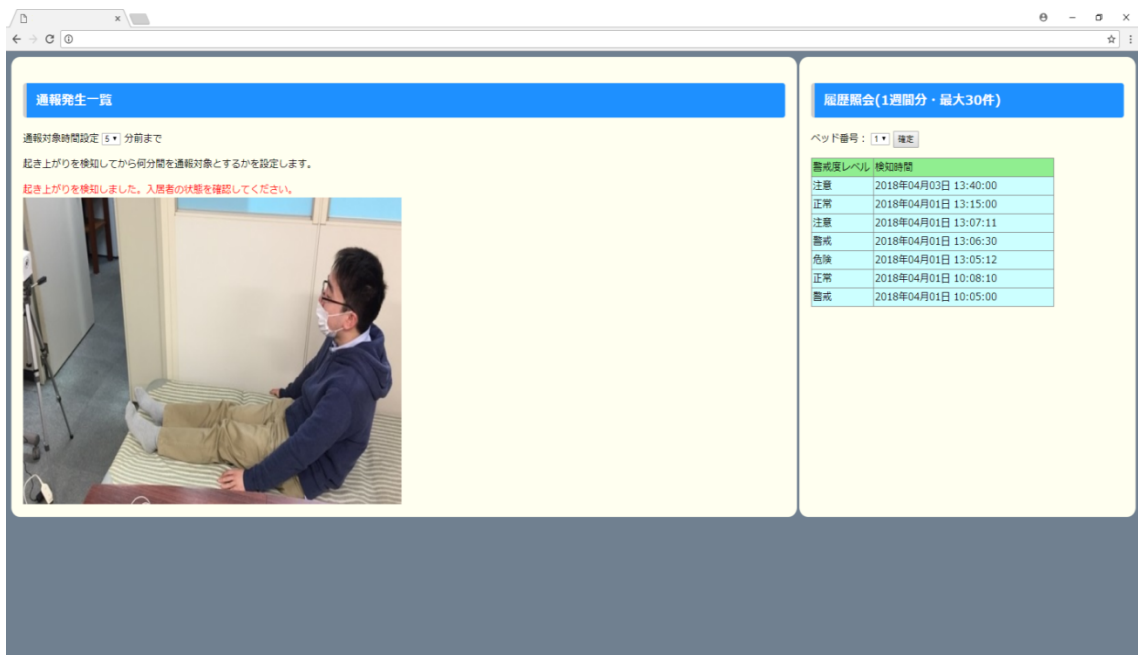 通報発生一覧
通報対象時間設定 5 分前まで
起き上がりを検知してから何分間を通報対象とするかを設定します。
起き上がりを検知しました。入居者の状態を確認してください。
履歴照会(1週間分・最大30件)
ベッド番号： 1 確定
警戒度レベル 検知時間
注意 2018年04月03日 13:40:00
正常 2018年04月01日 13:15:00
注意 2018年04月01日 13:07:11
警戒 2018年04月01日 13:06:30
危険 2018年04月01日 13:05:12
正常 2018年04月01日 10:08:10
警戒 2018年04月01日 10:05:00